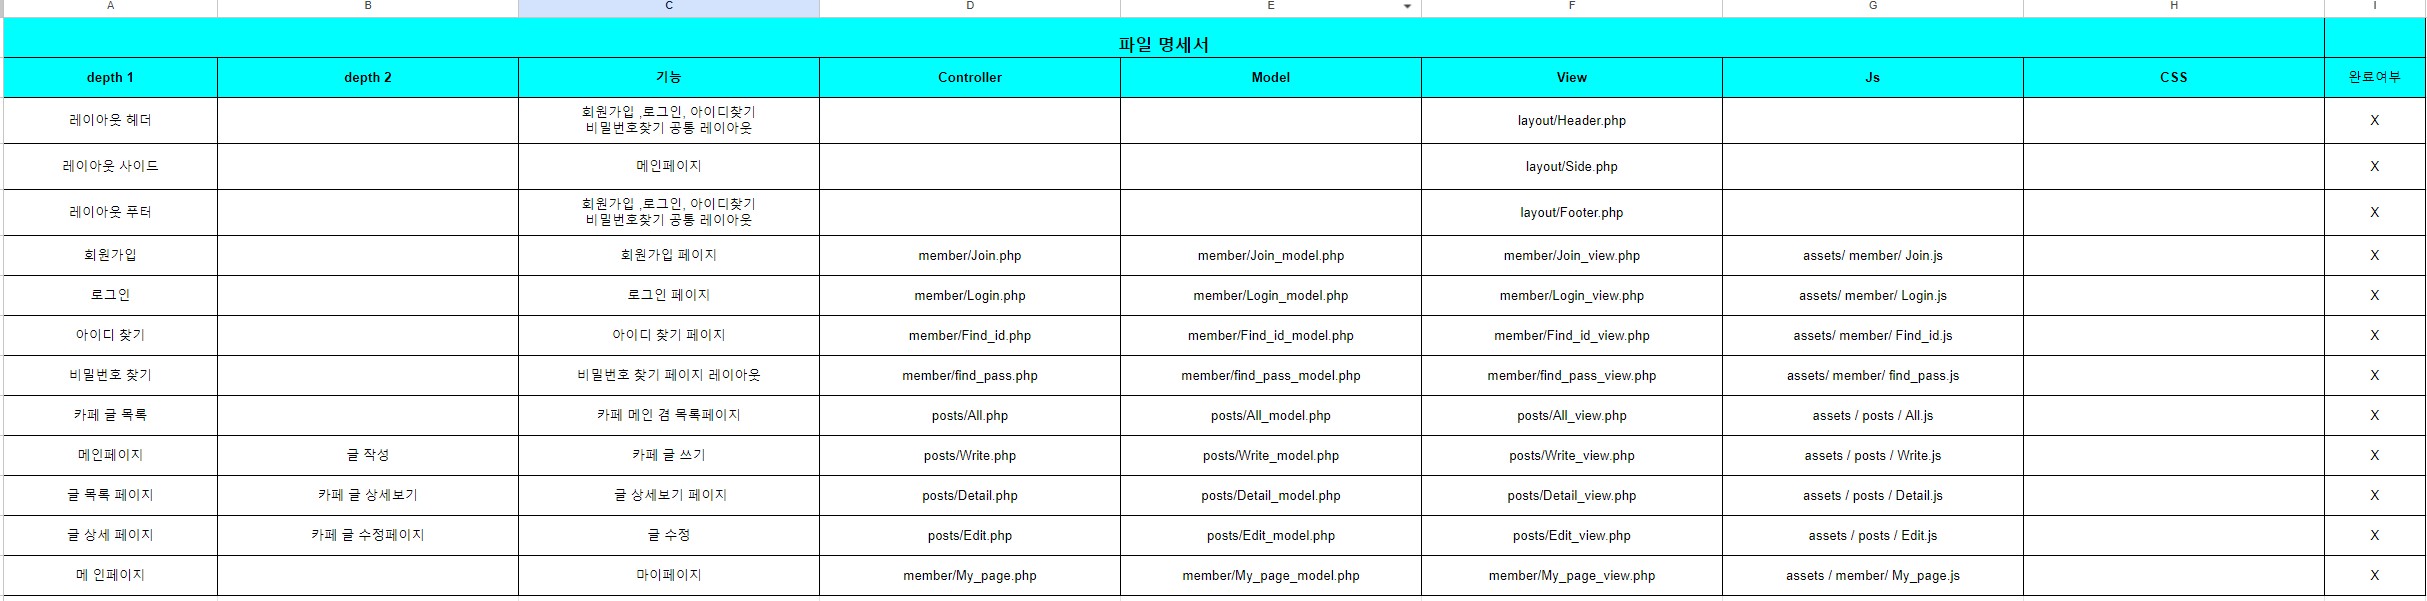 A B C D E F G H I
파일 명세서
depth 1 depth 2 기능 Controller Model View Js CSS 완료여부
레이아웃 헤더 회원가입 ,로그인, 아이디찾기
비밀번호찾기 공통 레이아웃 layout/Header.php X
레이아웃 사이드 메인페이지 layout/Side.php X
레이아웃 푸터 회원가입 ,로그인, 아이디찾기
비밀번호찾기 공통 레이아웃 layout/Footer.php X
회원가입 회원가입 페이지 member/Join.php member/Join_model.php member/Join_view.php assets/ member/ Join.js X
로그인 로그인 페이지 member/Login.php member/Login_model.php member/Login_view.php assets/ member/ Login.js X
아이디 찾기 아이디 찾기 페이지 member/Find_id.php member/Find_id_model.php member/Find_id_view.php assets/ member/ Find_id.js X
비밀번호 찾기 비밀번호 찾기 페이지 레이아웃 member/find_pass.php member/find_pass_model.php member/find_pass_view.php assets/ member/ find_pass.js X
카페 글 목록 카페 메인 겸 목록페이지 posts/All.php posts/All_model.php posts/All_view.php assets / posts / All.js X
메인페이지 글 작성 카페 글 쓰기 posts/Write.php posts/Write_model.php posts/Write_view.php assets / posts / Write.js X
글 목록 페이지 카페 글 상세보기 글 상세보기 페이지 posts/Detail.php posts/Detail_model.php posts/Detail_view.php assets / posts / Detail.js X
글 상세 페이지 카페 글 수정페이지 글 수정 posts/Edit.php posts/Edit_model.php posts/Edit_view.php assets / posts / Edit.js X
메 인페이지 마이페이지 member/My_page.php member/My_page_model.php member/My_page_view.php assets / member/ My_page.js X